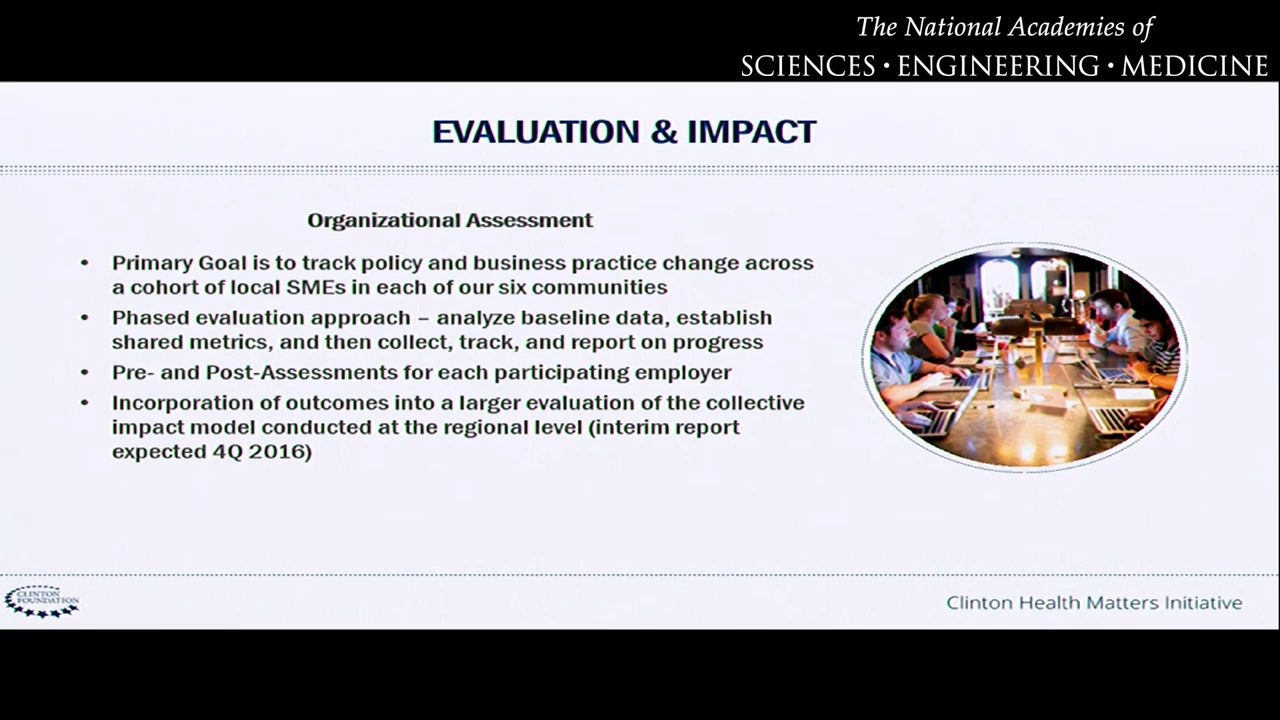 The National Academies of
SCIENCES • ENGINEERING • MEDICINE
EVALUATION & IMPACT
Organizational Assessment
• Primary Goal is to track policy and business practice change across
a cohort of local SMEs in each of our six communities
• Phased evaluation approach – analyze baseline data, establish
shared metrics, and then collect, track, and report on progress
• Pre- and Post-Assessments for each participating employer
• Incorporation of outcomes into a larger evaluation of the collective
impact model conducted at the regional level (interim report
expected 4Q 2016)
CLINTON
FOUNDATION
Clinton Health Matters Initiative